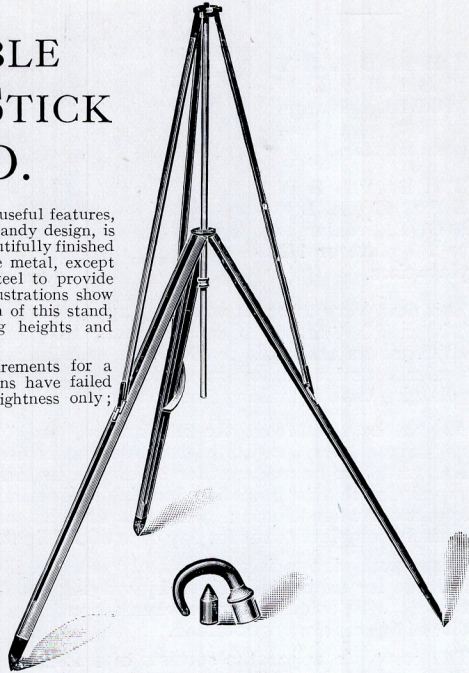 BLE
STICK
D.
useful features,
andy design, is
utifully finished
e metal, except
teel to provide
ustrations show
n of this stand,
g heights and
irements for a
ns have failed
ightness only;